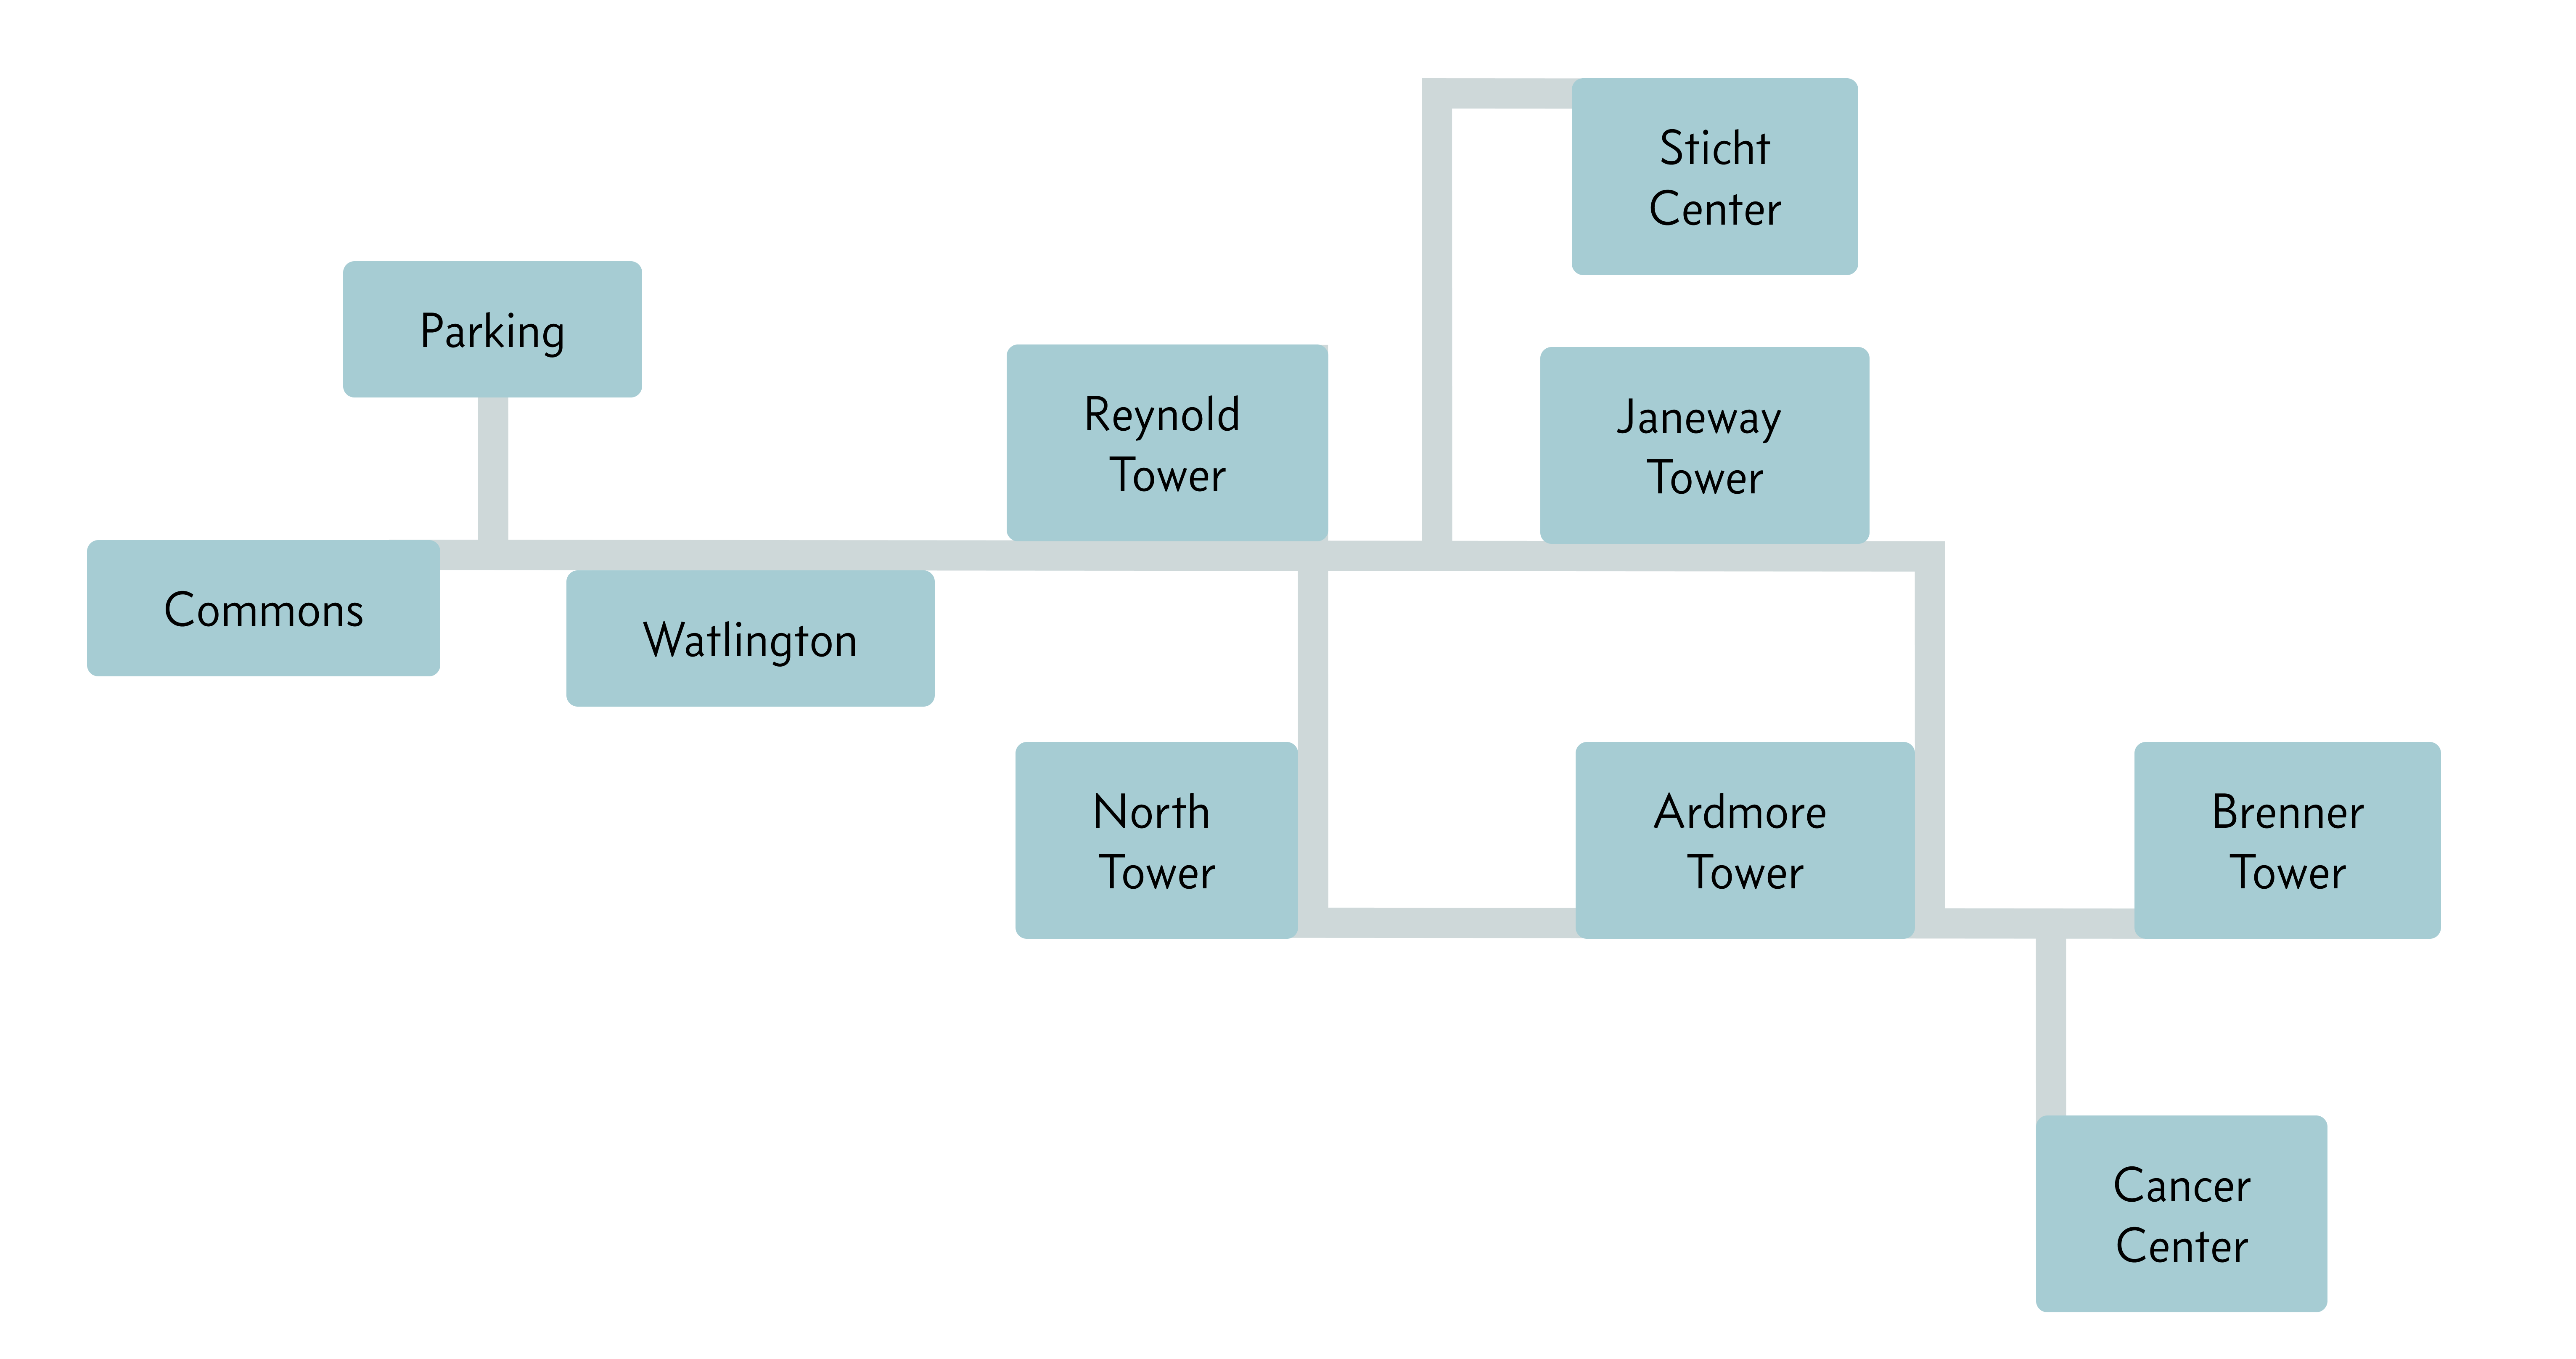 Sticht
Center
Parking
Reynold
Tower
Janeway
Tower
Commons
Watlington
North
Tower
Ardmore
Tower
Brenner
Tower
Cancer
Center